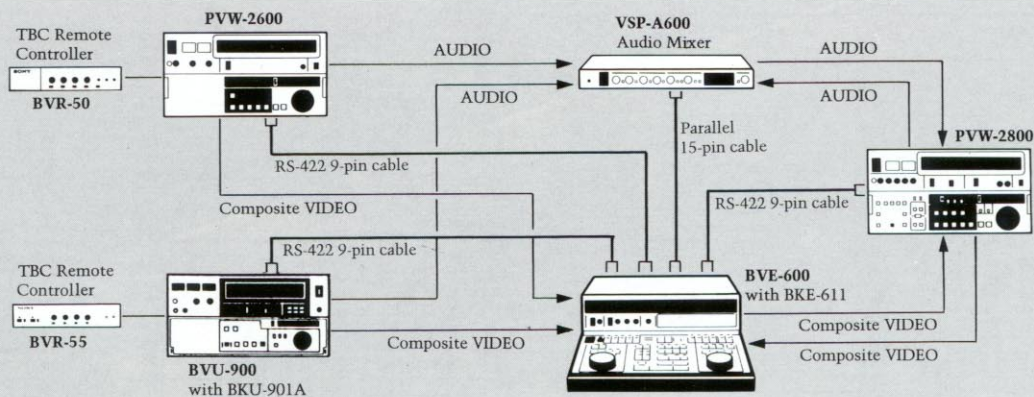 PVW-2600
TBC Remote
Controller
SONY
BVR-50
AUDIO
AUDIO
VSP-A600
Audio Mixer
AUDIO
AUDIO
PVW-2800
Parallel
15-pin cable
RS-422 9-pin cable
RS-422 9-pin cable
Composite VIDEO
RS-422 9-pin cable
TBC Remote
Controller
BVR-55
BVU-900
with BKU-901A
Composite VIDEO
BVE-600
with BKE-611
Composite VIDEO
Composite VIDEO